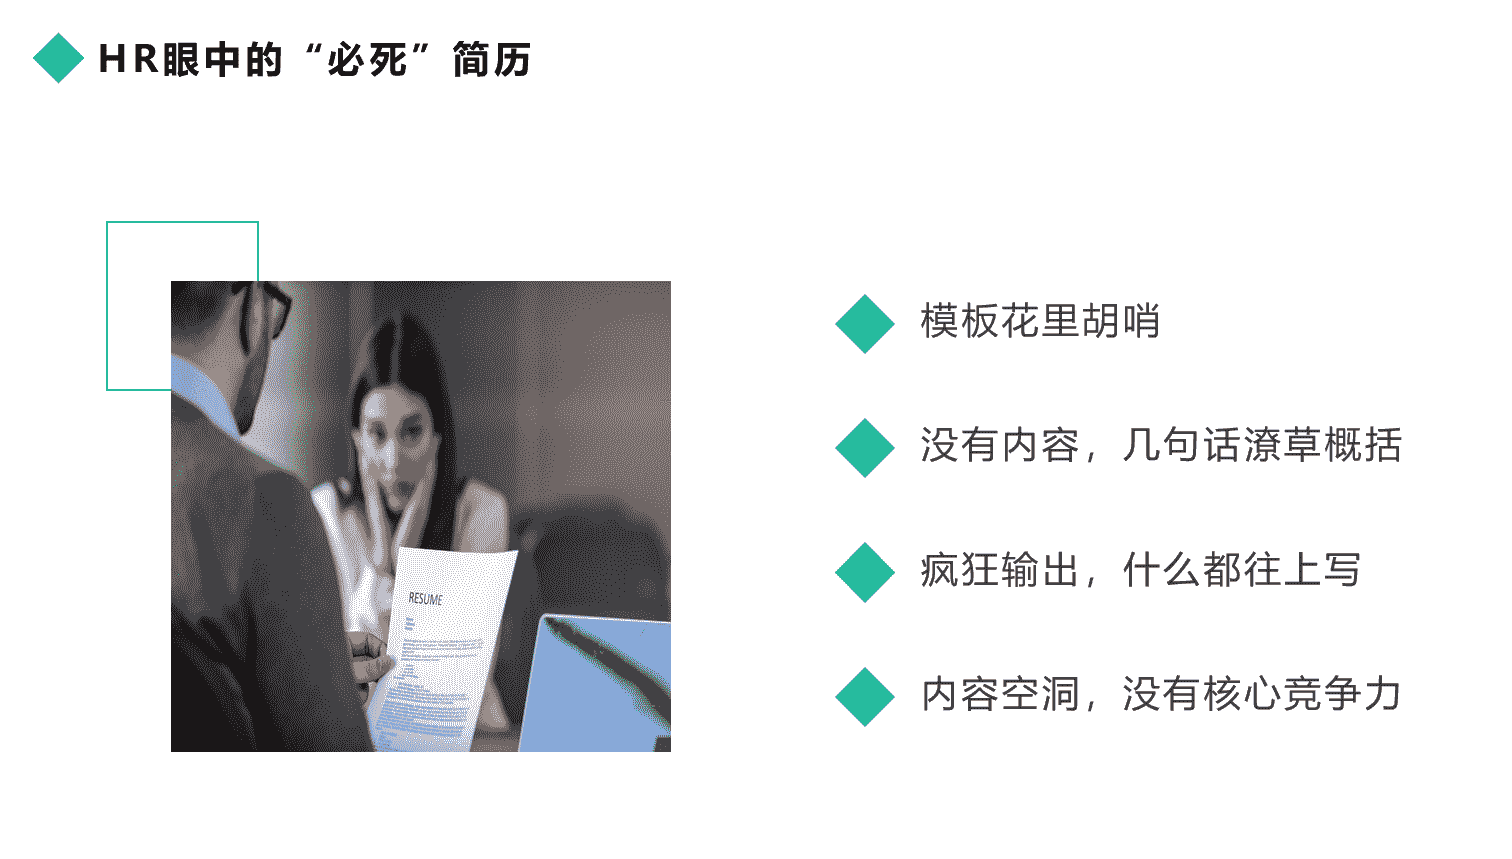 HR眼中的“必死”简历
模板花里胡哨
没有内容，几句话潦草概括
疯狂输出，什么都往上写
内容空洞，没有核心竞争力
RESUME